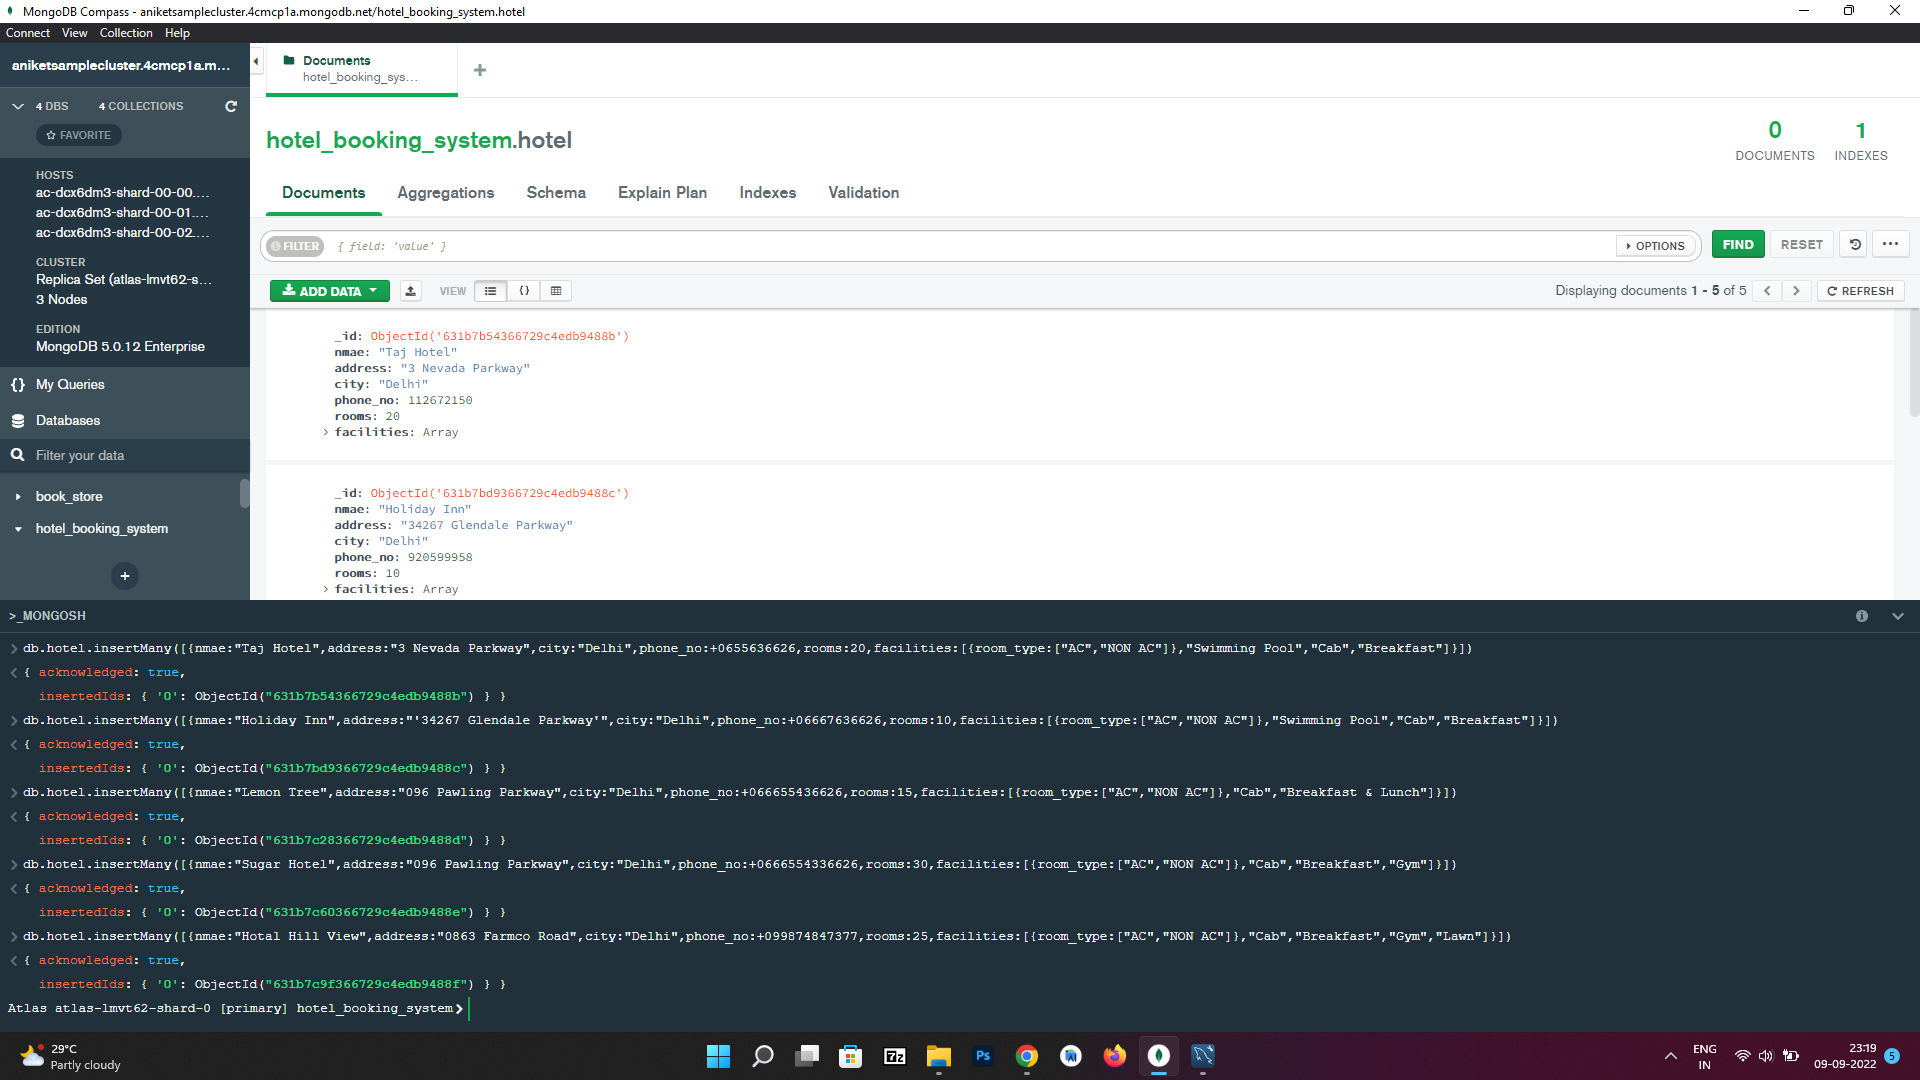 MongoDB Compass - aniketsamplecluster.4cmcp1a.mongodb.net/hotel_booking_system.hotel
Connect View Collection Help
aniketsamplecluster.4cmcp1a.m...
4 DBS 4 COLLECTIONS
FAVORITE
HOSTS
ac-dcx6dm3-shard-00-00....
ac-dcx6dm3-shard-00-01....
ac-dcx6dm3-shard-00-02....
CLUSTER
Replica Set (atlas-lmvt62-s...
3 Nodes
EDITION
MongoDB 5.0.12 Enterprise
{} My Queries
Databases
Filter your data
book_store
hotel_booking_system
+
Documents
hotel_booking_sys...
+
hotel_booking_system.hotel
0
DOCUMENTS
1
INDEXES
Documents Aggregations Schema Explain Plan Indexes Validation
FILTER { field: 'value' } OPTIONS FIND RESET ...
ADD DATA VIEW {} Displaying documents 1 - 5 of 5 < > REFRESH
_id: ObjectId('631b7b54366729c4edb9488b')
nmae: "Taj Hotel"
address: "3 Nevada Parkway"
city: "Delhi"
phone_no: 112672150
rooms: 20
> facilities: Array
_id: ObjectId('631b7bd9366729c4edb9488c')
nmae: "Holiday Inn"
address: "34267 Glendale Parkway"
city: "Delhi"
phone_no: 920599958
rooms: 10
> facilities: Array
>_MONGOSH
> db.hotel.insertMany([{nmae:"Taj Hotel",address:"3 Nevada Parkway",city:"Delhi",phone_no:+0655636626,rooms:20,facilities:[{room_type:["AC","NON AC"]},"Swimming Pool","Cab","Breakfast"]}])
< { acknowledged: true,
insertedIds: { '0': ObjectId("631b7b54366729c4edb9488b") } }
> db.hotel.insertMany([{nmae:"Holiday Inn",address:"'34267 Glendale Parkway'",city:"Delhi",phone_no:+06667636626,rooms:10,facilities:[{room_type:["AC","NON AC"]},"Swimming Pool","Cab","Breakfast"]}])
< { acknowledged: true,
insertedIds: { '0': ObjectId("631b7bd9366729c4edb9488c") } }
> db.hotel.insertMany([{nmae:"Lemon Tree",address:"096 Pawling Parkway",city:"Delhi",phone_no:+066655436626,rooms:15,facilities:[{room_type:["AC","NON AC"]},"Cab","Breakfast & Lunch"]}])
< { acknowledged: true,
insertedIds: { '0': ObjectId("631b7c28366729c4edb9488d") } }
> db.hotel.insertMany([{nmae:"Sugar Hotel",address:"096 Pawling Parkway",city:"Delhi",phone_no:+0666554336626,rooms:30,facilities:[{room_type:["AC","NON AC"]},"Cab","Breakfast","Gym"]}])
< { acknowledged: true,
insertedIds: { '0': ObjectId("631b7c60366729c4edb9488e") } }
> db.hotel.insertMany([{nmae:"Hotal Hill View",address:"0863 Farmco Road",city:"Delhi",phone_no:+099874847377,rooms:25,facilities:[{room_type:["AC","NON AC"]},"Cab","Breakfast","Gym","Lawn"]}])
< { acknowledged: true,
insertedIds: { '0': ObjectId("631b7c9f366729c4edb9488f") } }
Atlas atlas-lmvt62-shard-0 [primary] hotel_booking_system>
29°C
Partly cloudy
7z
Ps
ENG
IN
23:19
09-09-2022
5